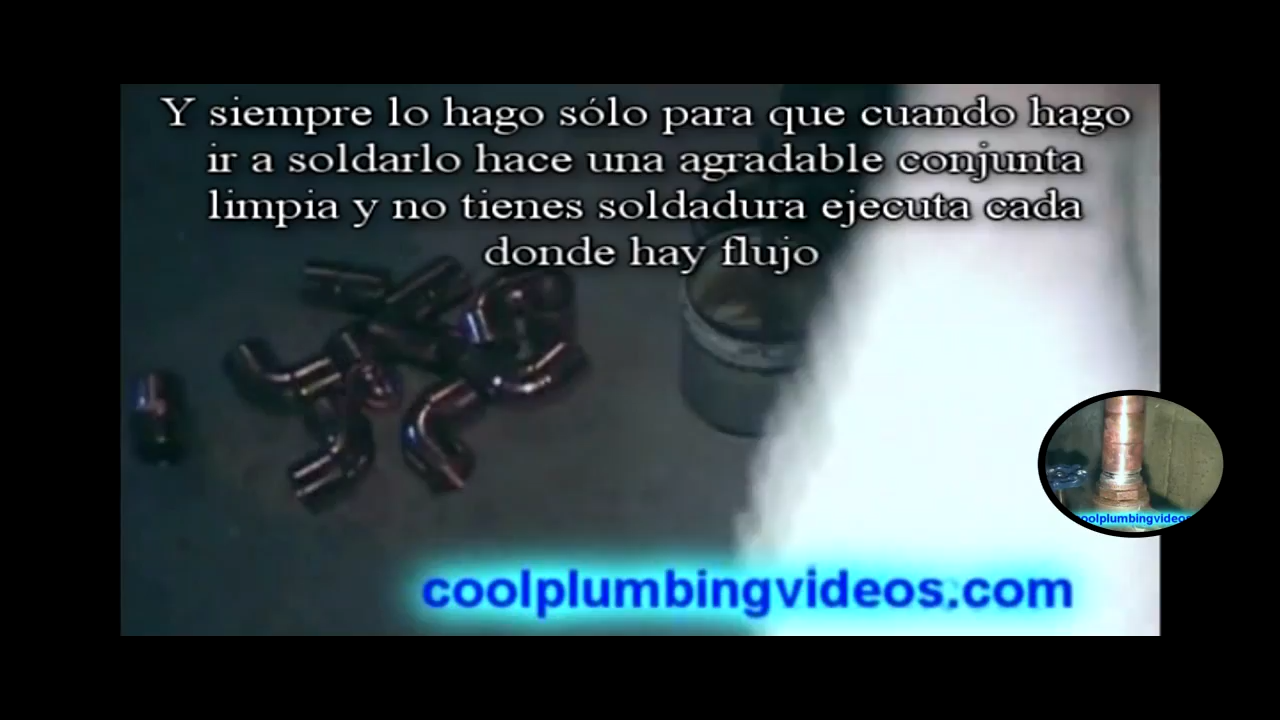 Y siempre lo hago sólo para que cuando hago
ir a soldarlo hace una agradable conjunta
limpia y no tienes soldadura ejecuta cada
donde hay flujo
coolplumbingvideos
coolplumbingvideos.com